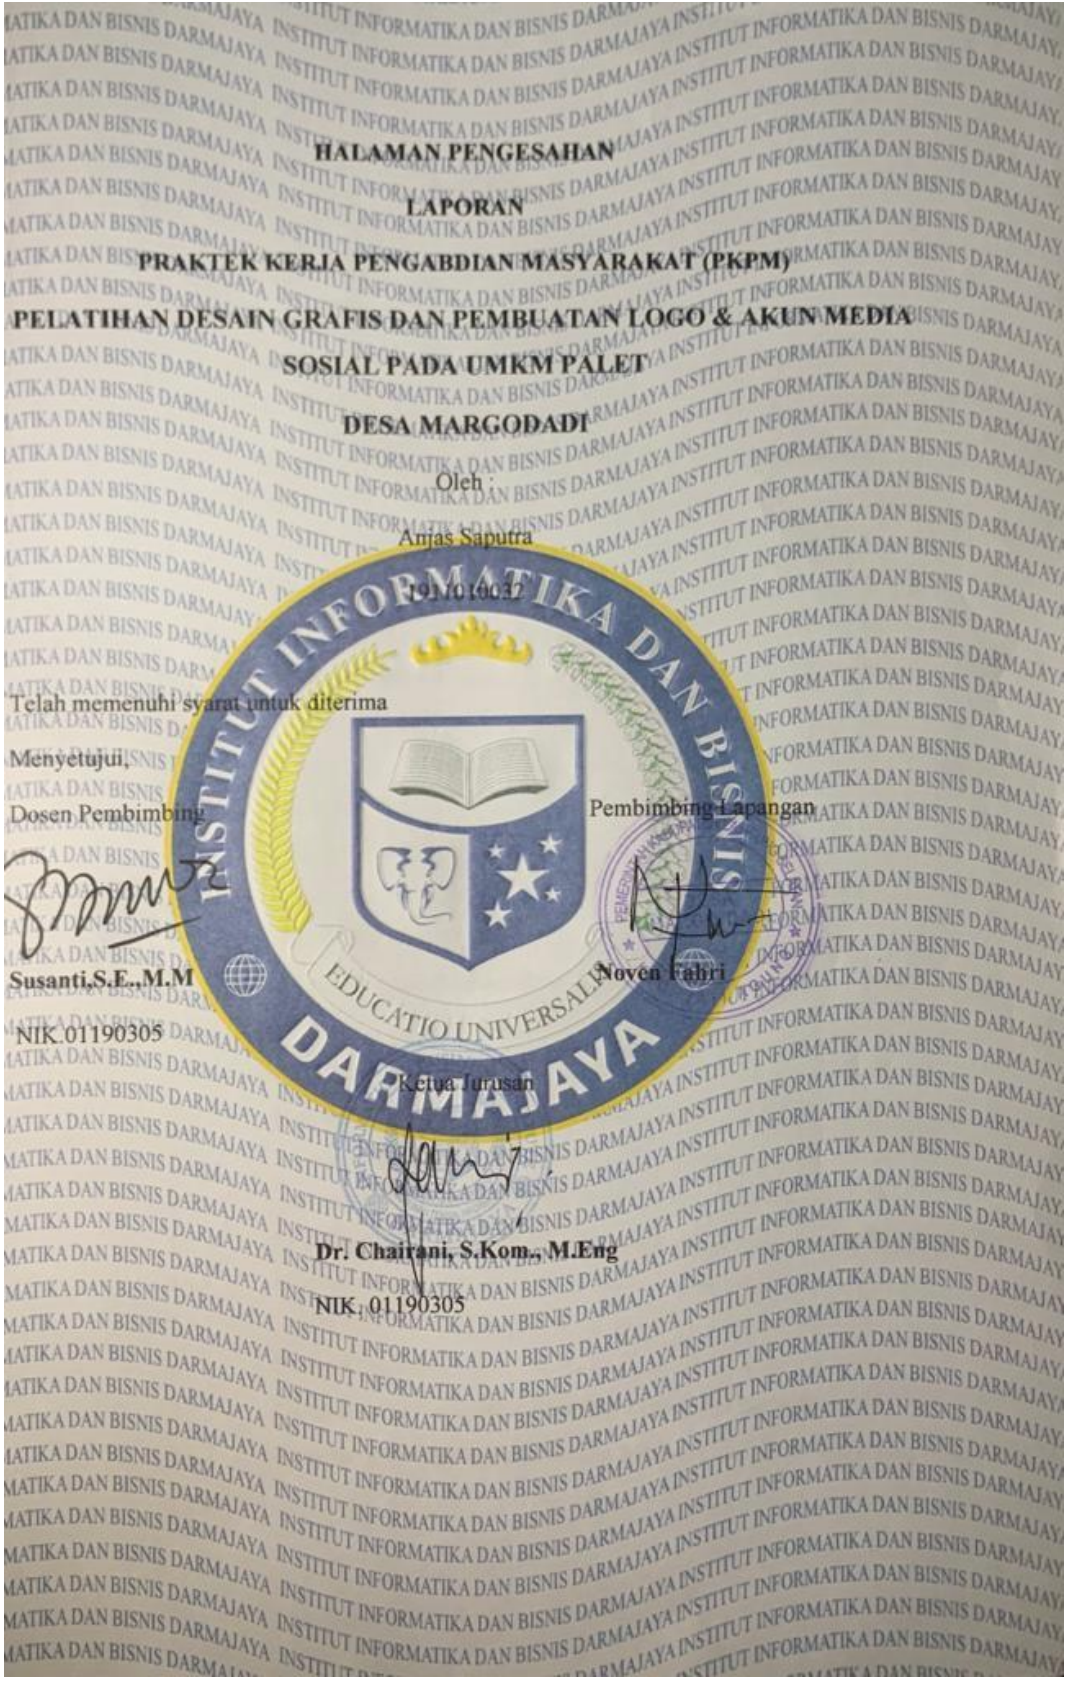 HALAMAN PENGESAHAN
LAPORAN
PRAKTEK KERJA PENGABDIAN MASYARAKAT (PKPM)
PELATIHAN DESAIN GRAFIS DAN PEMBUATAN LOGO & AKUN MEDIA
SOSIAL PADA UMKM PALET
DESA MARGODADI
Oleh :
Anjas Saputra
1911010032
INSTITUT INFORMATIKA DAN BISNIS
Telah memenuhi syarat untuk diterima
Menyetujui,
Dosen Pembimbing
Pembimbing Lapangan
Susanti,S.E.,M.M
Noven Fahri
NIK.01190305
EDUCATIO UNIVERSALIS
DARMAJAYA
Ketua Jurusan
Dr. Chairani, S.Kom., M.Eng
NIK. 01190305